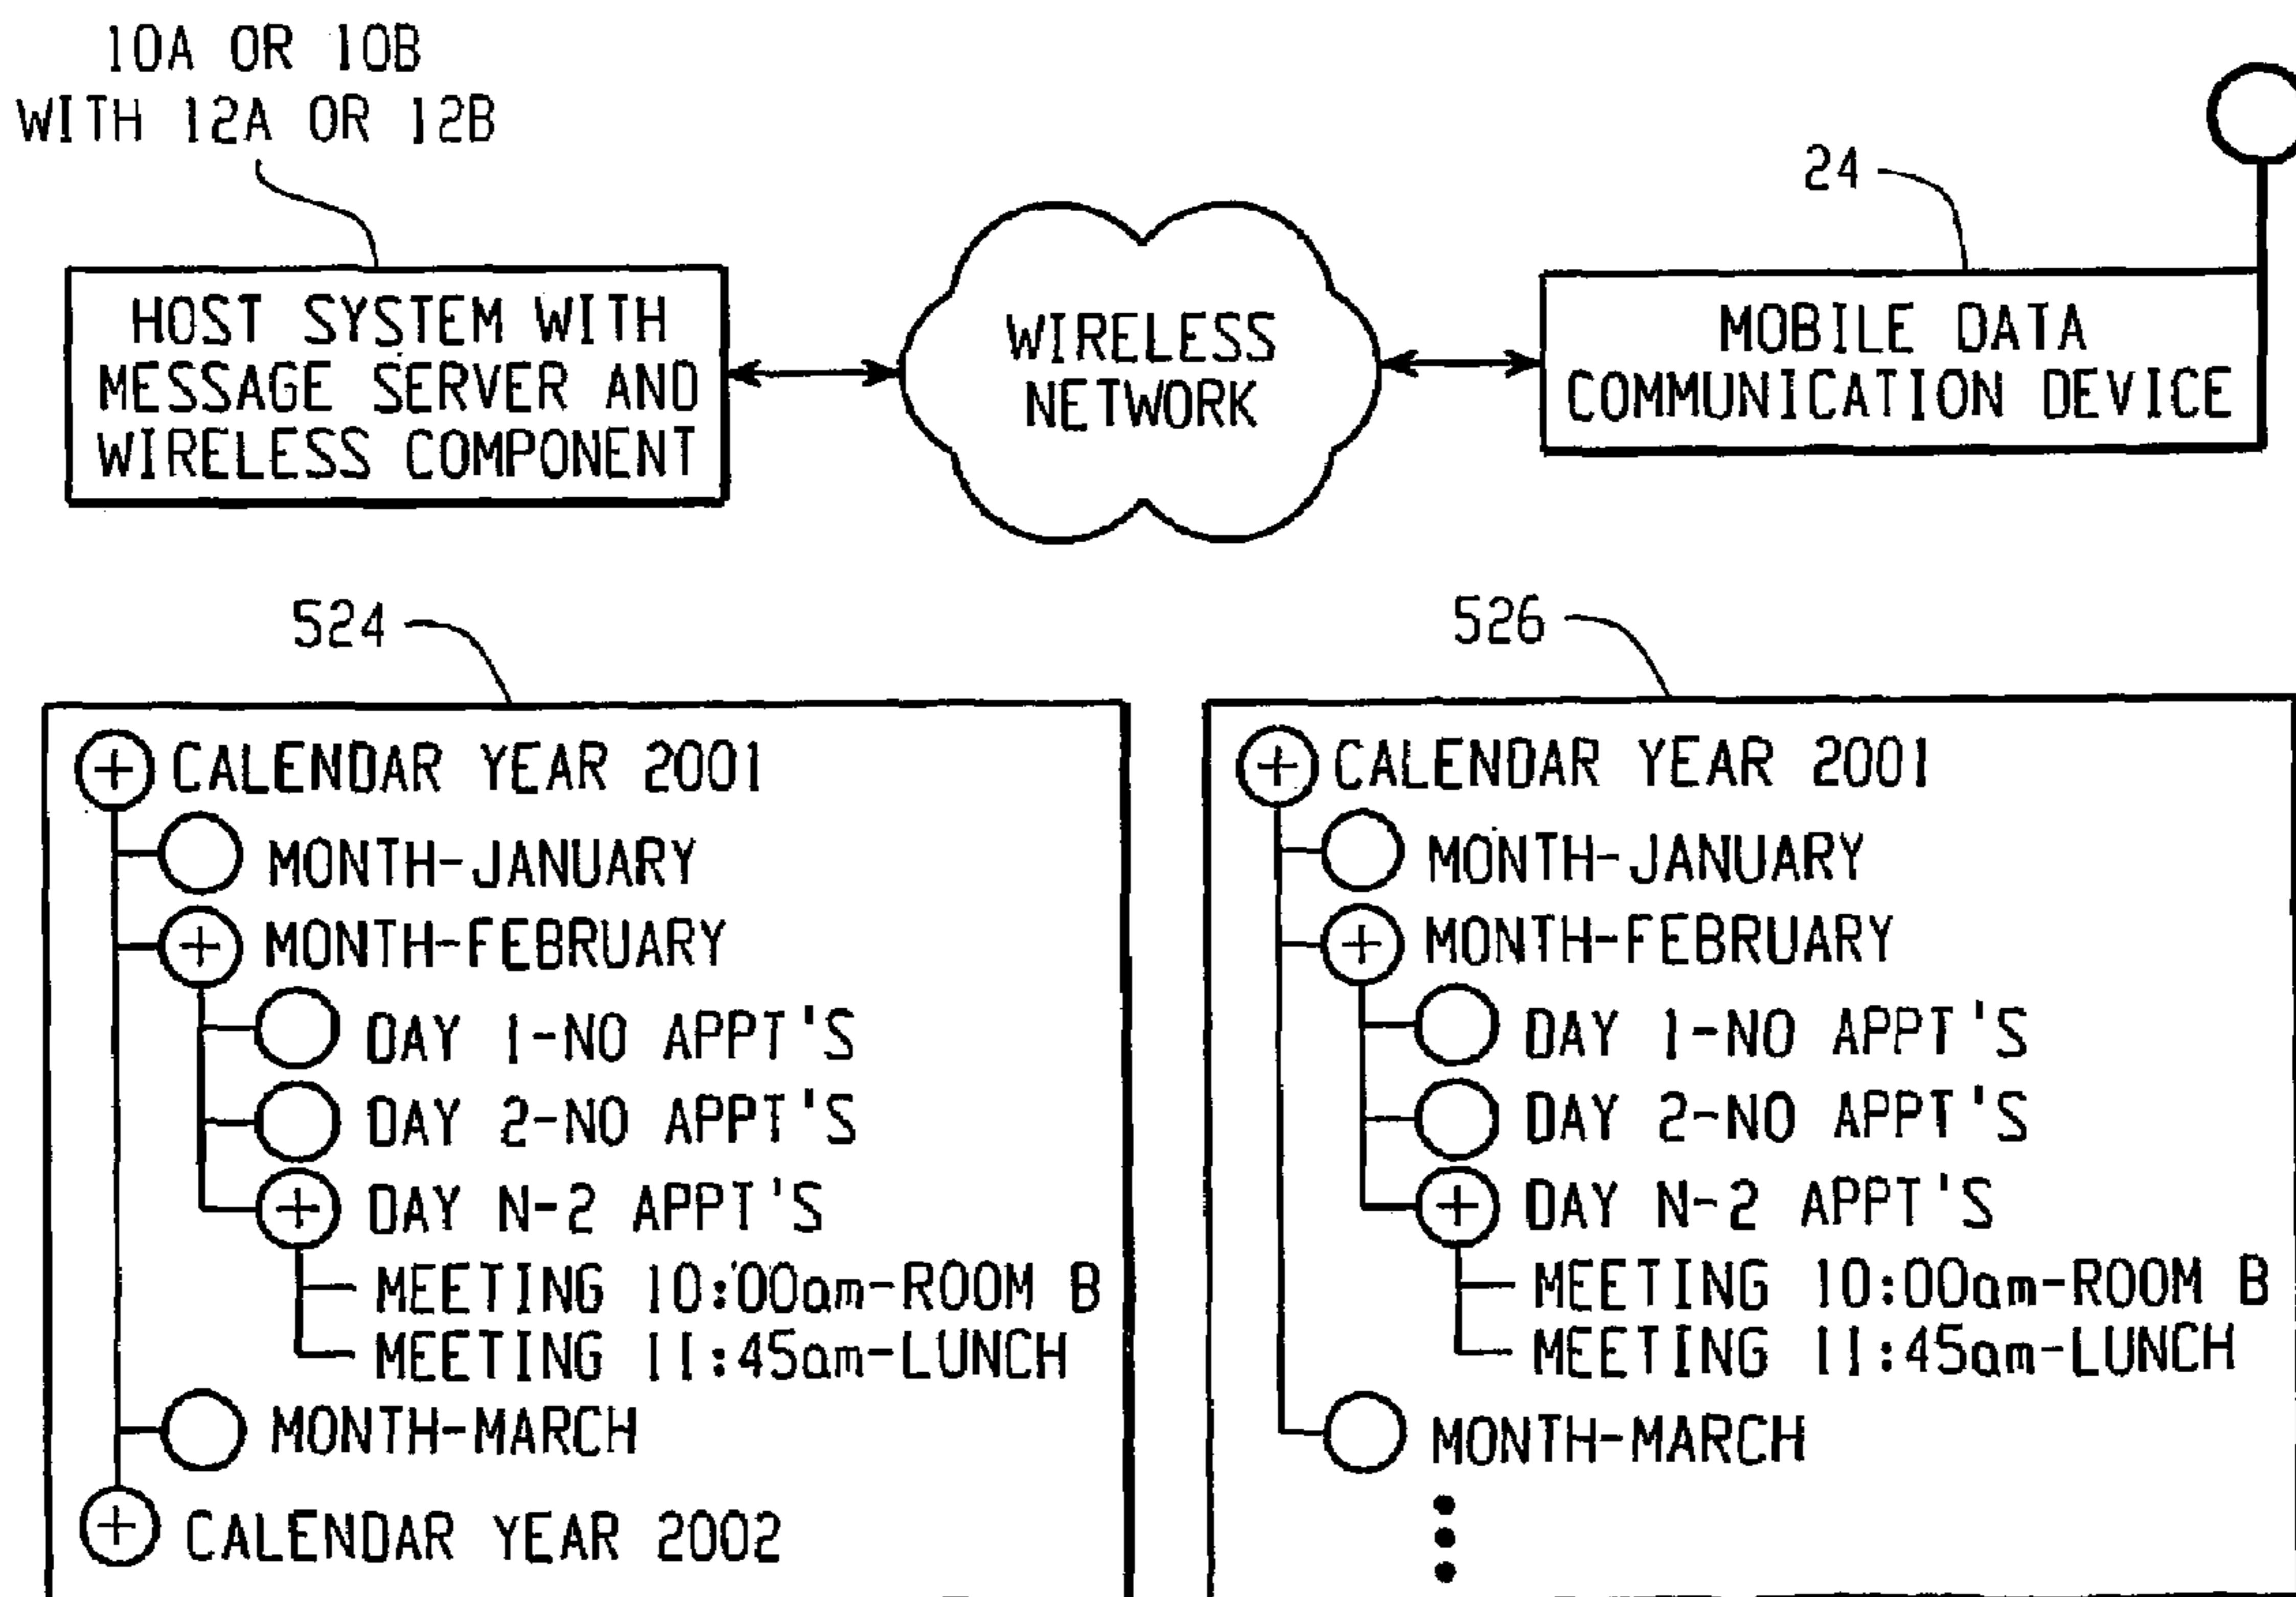 10A OR 10B
WITH 12A OR 12B
24
HOST SYSTEM WITH
MESSAGE SERVER AND
WIRELESS COMPONENT
WIRELESS
NETWORK
MOBILE DATA
COMMUNICATION DEVICE
524
CALENDAR YEAR 2001
MONTH-JANUARY
MONTH-FEBRUARY
DAY 1-NO APPT'S
DAY 2-NO APPT'S
DAY N-2 APPT'S
MEETING 10:00am-ROOM B
MEETING 11:45am-LUNCH
MONTH-MARCH
CALENDAR YEAR 2002
526
CALENDAR YEAR 2001
MONTH-JANUARY
MONTH-FEBRUARY
DAY 1-NO APPT'S
DAY 2-NO APPT'S
DAY N-2 APPT'S
MEETING 10:00am-ROOM B
MEETING 11:45am-LUNCH
MONTH-MARCH